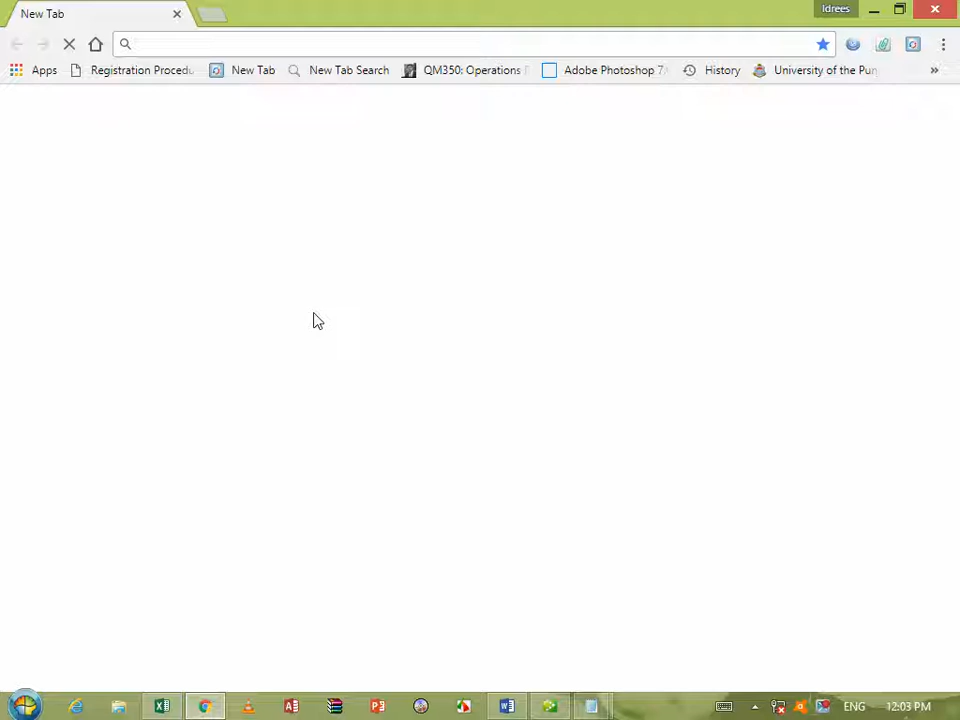 New Tab
Idrees
Apps Registration Procedu New Tab New Tab Search QM350: Operations Adobe Photoshop 7. History University of the Pun »
ENG 12:03 PM